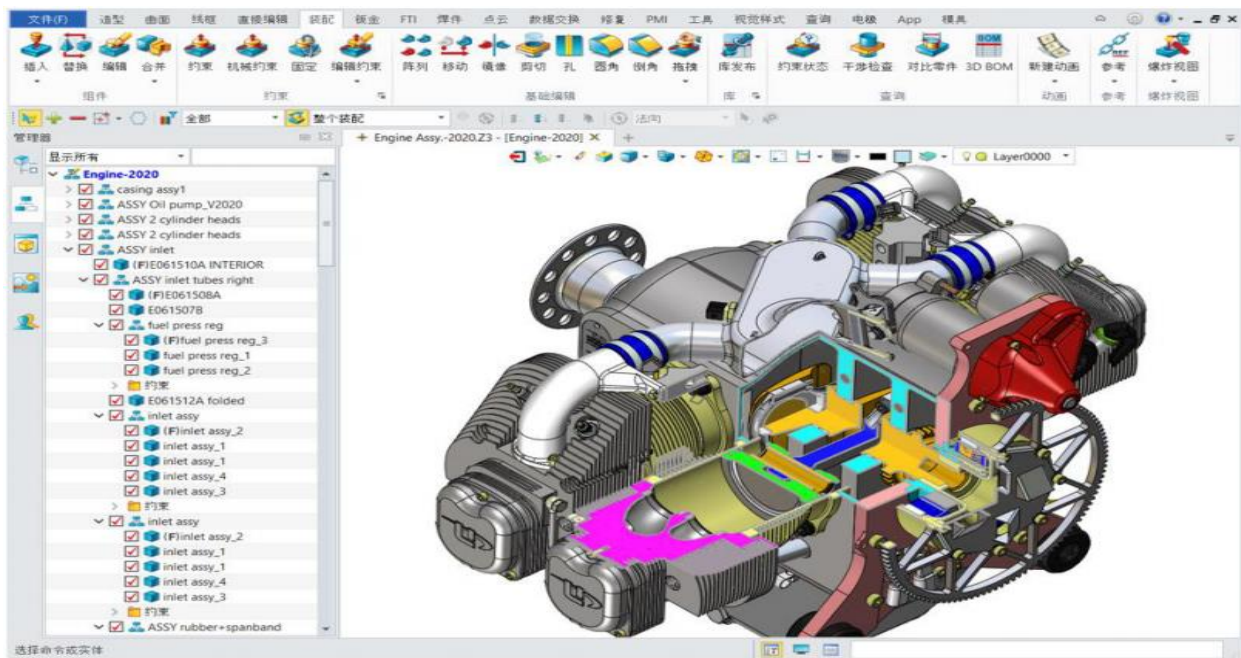 文件(F) 造型 曲面 线框 直接编辑 装配 钣金 FTI 焊件 点云 数据交换 修复 PMI 工具 视觉样式 查询 电极 App 模具
插入 替换 编辑 合并 约束 机械约束 固定 编辑约束 阵列 移动 镜像 剪切 孔 圆角 倒角 拖拽 库发布 约束状态 干涉检查 对比零件 3D BOM 新建动画 参考 爆炸视图
组件 约束 基础编辑 库 查询 动画 参考 爆炸视图
全部 整个装配 法向
管理器
Engine Assy.-2020.Z3 - [Engine-2020]
显示所有
Layer0000
Engine-2020
casing assy1
ASSY Oil pump_V2020
ASSY 2 cylinder heads
ASSY 2 cylinder heads
ASSY inlet
(F)E061510A INTERIOR
ASSY inlet tubes right
(F)E061508A
E061507B
fuel press reg
(F)fuel press reg_3
fuel press reg_1
fuel press reg_2
约束
E061512A folded
inlet assy
(F)inlet assy_2
inlet assy_1
inlet assy_1
inlet assy_4
inlet assy_3
约束
inlet assy
(F)inlet assy_2
inlet assy_1
inlet assy_1
inlet assy_4
inlet assy_3
约束
ASSY rubber+spanband
选择命令或实体